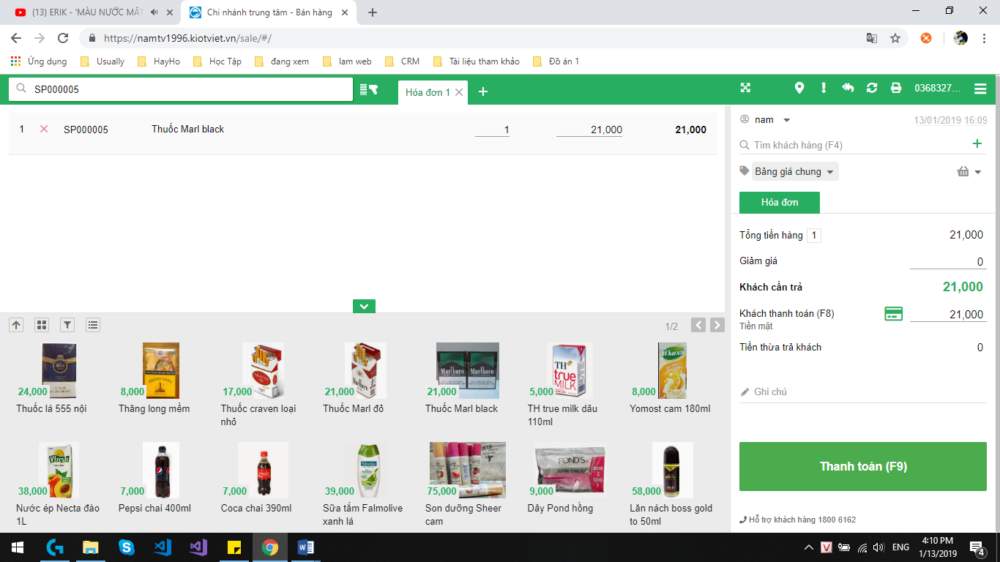 (13) ERIK - 'MÀU NƯỚC MẮT
Chi nhánh trung tâm - Bán hàng
https://namtv1996.kiotviet.vn/sale/#/
Ứng dụng
Usually
HayHo
Học Tập
đang xem
lam web
CRM
Tài liệu tham khảo
Đồ án 1
SP000005
Hóa đơn 1
0368327...
1 SP000005 Thuốc Marl black 1 21,000 21,000
nam 13/01/2019 16:09
Tìm khách hàng (F4)
Bảng giá chung
Hóa đơn
Tổng tiền hàng 1 21,000
Giảm giá 0
Khách cần trả 21,000
Khách thanh toán (F8) 21,000
Tiền mặt
Tiền thừa trả khách 0
Ghi chú
Thanh toán (F9)
Hỗ trợ khách hàng 1800 6162
1/2
24,000
Thuốc lá 555 nội
8,000
Thăng long mềm
17,000
Thuốc craven loại
nhỏ
21,000
Thuốc Marl đỏ
Marlboro
21,000
Thuốc Marl black
TH
true
MILK
5,000
TH true milk dâu
110ml
8,000
Yomost cam 180ml
Vfresh
38,000
Nước ép Necta đào
1L
7,000
Pepsi chai 400ml
7,000
Coca chai 390ml
39,000
Sữa tắm Falmolive
xanh lá
75,000
Son dưỡng Sheer
cam
POND'S
white beauty
9,000
Dây Pond hồng
58,000
Lăn nách boss gold
to 50ml
ENG
4:10 PM
1/13/2019
4